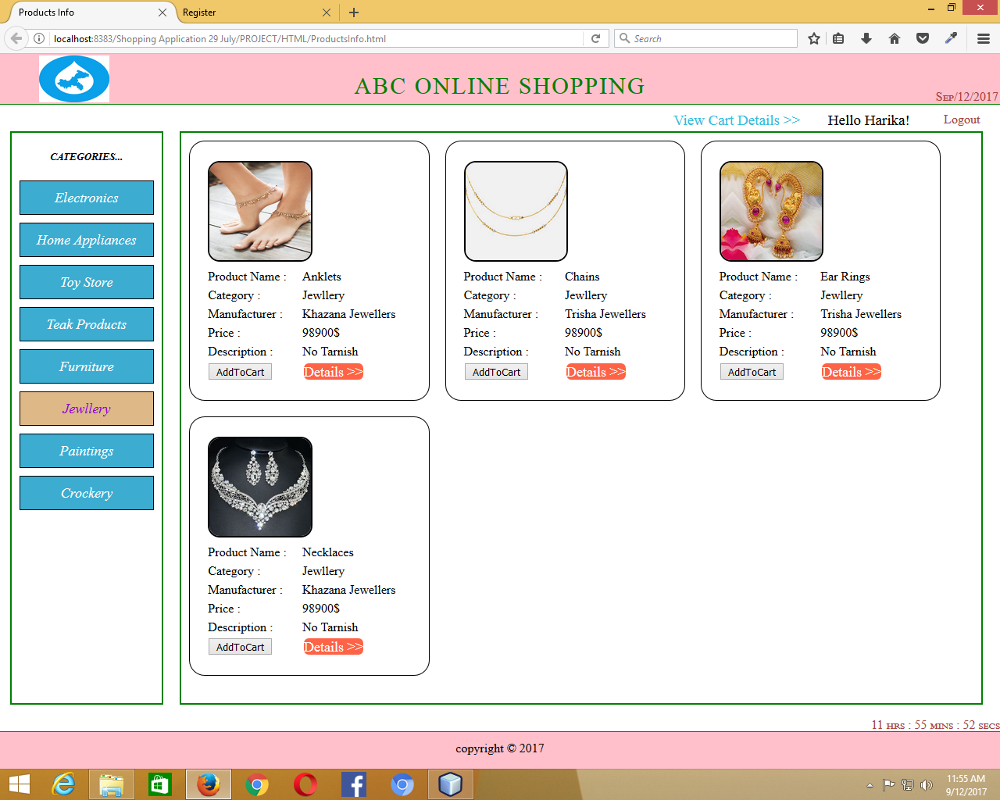 Products Info
Register
localhost:8383/Shopping Application 29 July/PROJECT/HTML/ProductsInfo.html
Search
ABC ONLINE SHOPPING
Sep/12/2017
View Cart Details >>
Hello Harika!
Logout
CATEGORIES...
Electronics
Home Appliances
Toy Store
Teak Products
Furniture
Jewllery
Paintings
Crockery
Product Name : Anklets
Category : Jewllery
Manufacturer : Khazana Jewellers
Price : 98900$
Description : No Tarnish
AddToCart Details >>
Product Name : Chains
Category : Jewllery
Manufacturer : Trisha Jewellers
Price : 98900$
Description : No Tarnish
AddToCart Details >>
Product Name : Ear Rings
Category : Jewllery
Manufacturer : Trisha Jewellers
Price : 98900$
Description : No Tarnish
AddToCart Details >>
Product Name : Necklaces
Category : Jewllery
Manufacturer : Khazana Jewellers
Price : 98900$
Description : No Tarnish
AddToCart Details >>
11 hrs : 55 mins : 52 secs
copyright © 2017
11:55 AM
9/12/2017